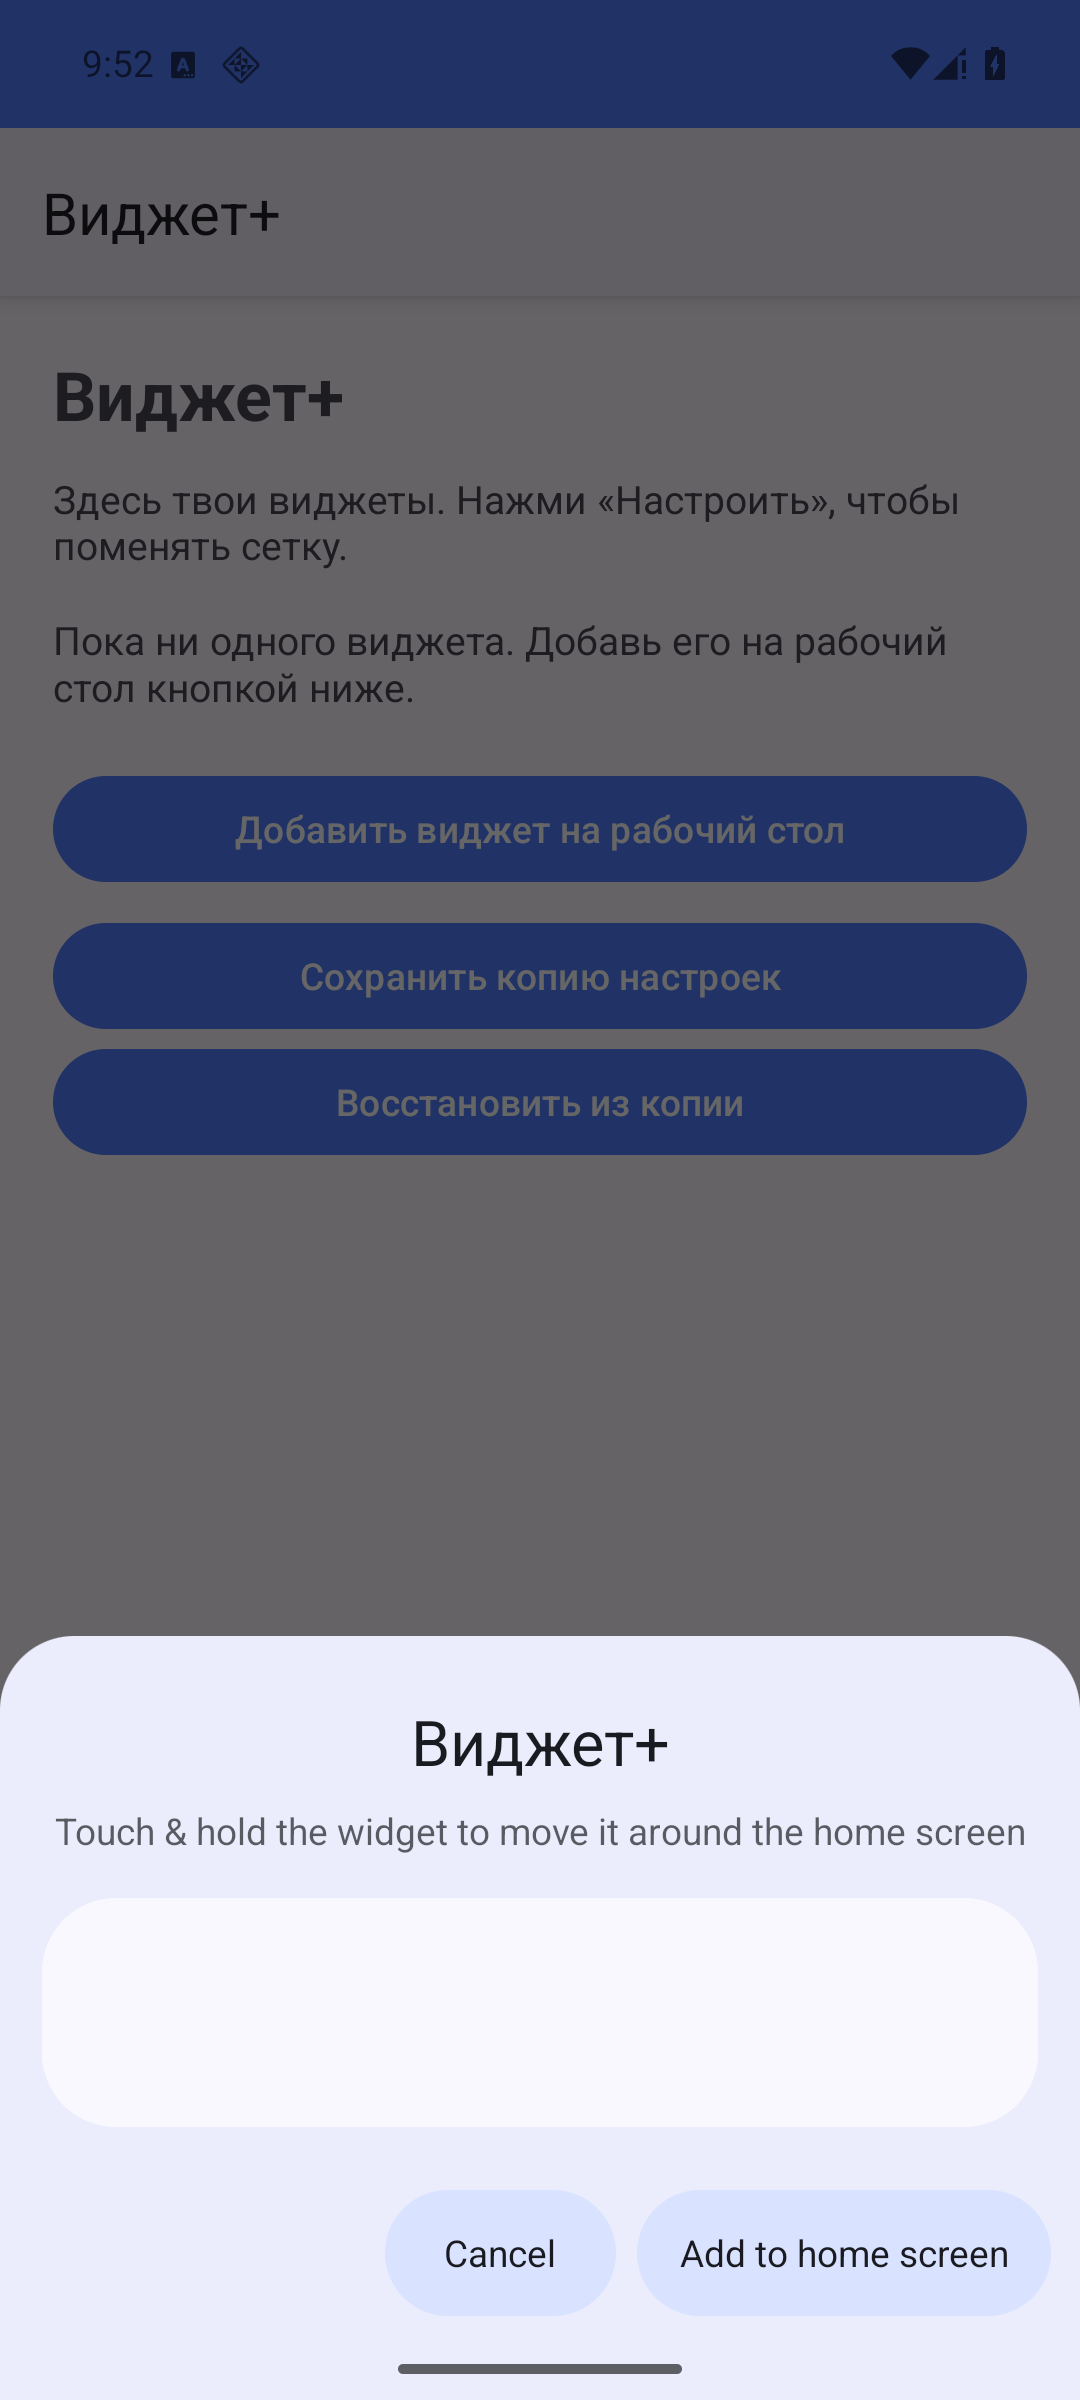 9:52
Виджет+
Виджет+
Здесь твои виджеты. Нажми «Настроить», чтобы
поменять сетку.
Пока ни одного виджета. Добавь его на рабочий
стол кнопкой ниже.
Добавить виджет на рабочий стол
Сохранить копию настроек
Восстановить из копии
Виджет+
Touch & hold the widget to move it around the home screen
Cancel
Add to home screen